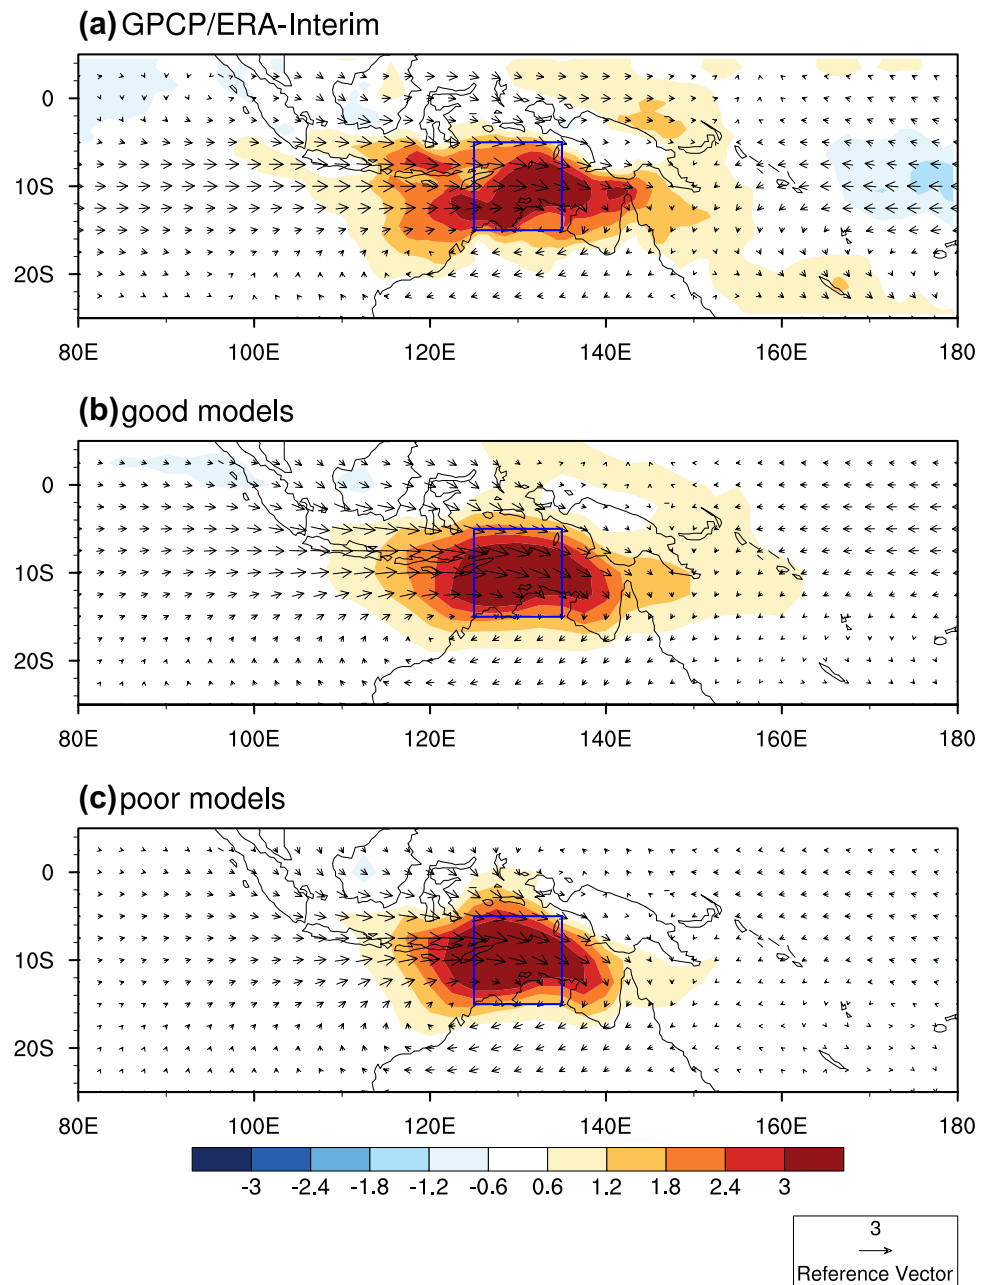 (a) GPCP/ERA-Interim
0
10S
20S
80E 100E 120E 140E 160E 180
(b) good models
0
10S
20S
80E 100E 120E 140E 160E 180
(c) poor models
0
10S
20S
80E 100E 120E 140E 160E 180
-3 -2.4 -1.8 -1.2 -0.6 0.6 1.2 1.8 2.4 3
3
Reference Vector